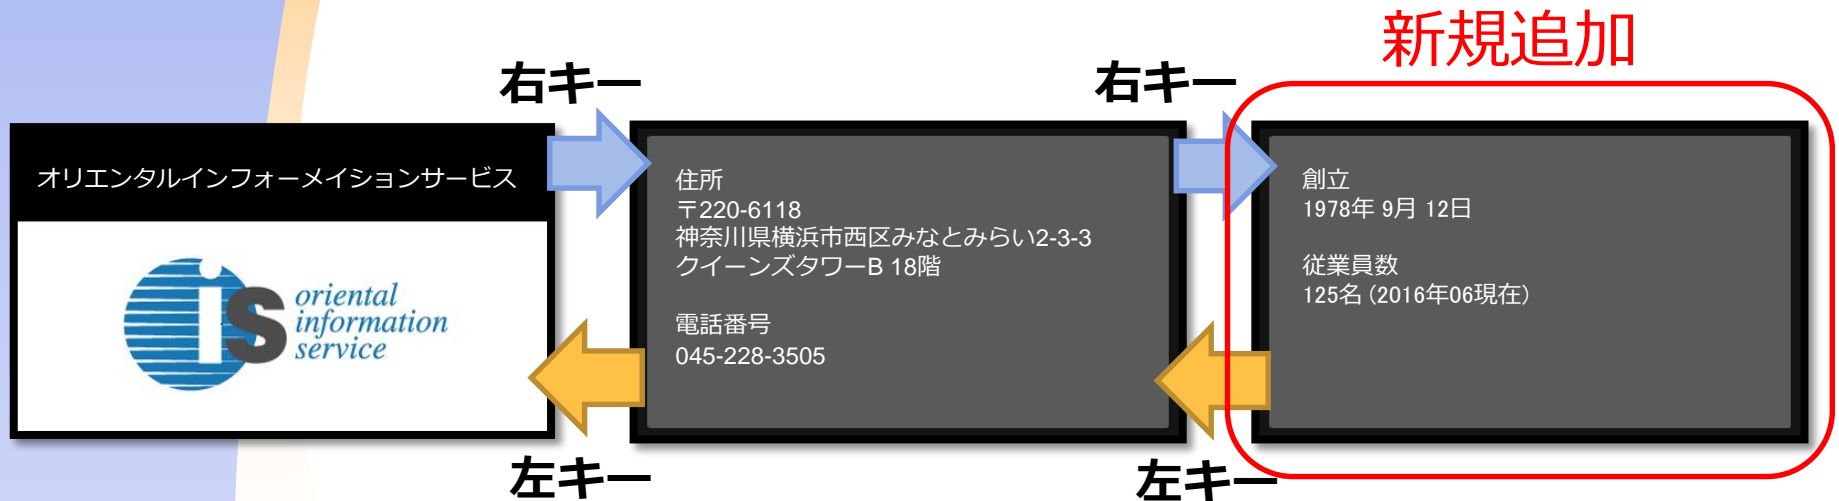 新規追加
右キー
右キー
オリエンタルインフォーメイションサービス
oriental
information
service
iS
住所
〒220-6118
神奈川県横浜市西区みなとみらい2-3-3
クイーンズタワーB 18階
電話番号
045-228-3505
創立
1978年 9月 12日
従業員数
125名 (2016年06現在)
左キー
左キー